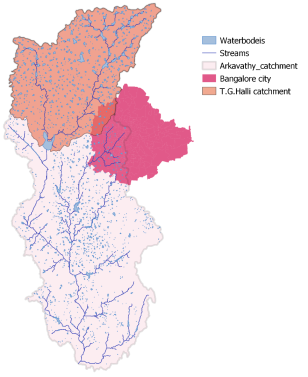 Waterbodeis
Streams
Arkavathy_catchment
Bangalore city
T.G.Halli catchment